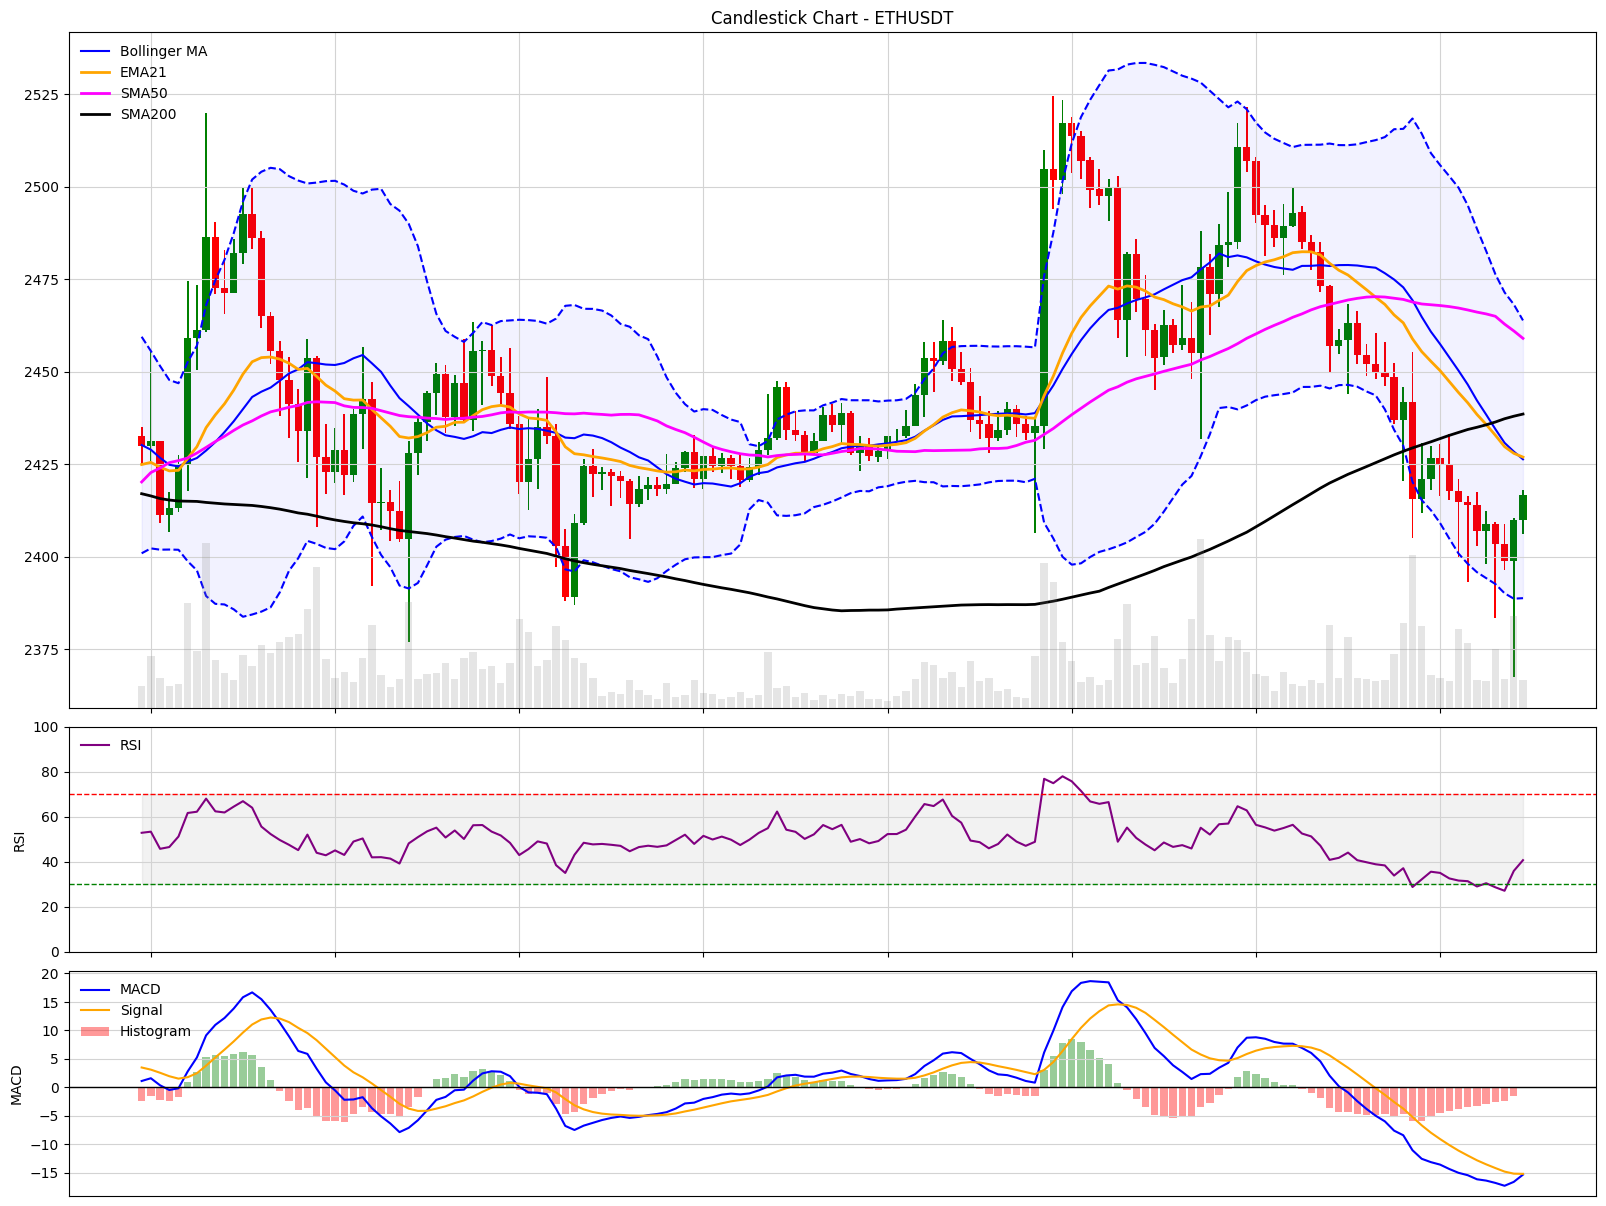 Candlestick Chart - ETHUSDT
Bollinger MA
EMA21
SMA50
SMA200
2525
2500
2475
2450
2425
2400
2375
RSI
100
80
60
40
20
0
RSI
MACD
Signal
Histogram
20
15
10
5
0
−5
−10
−15
MACD